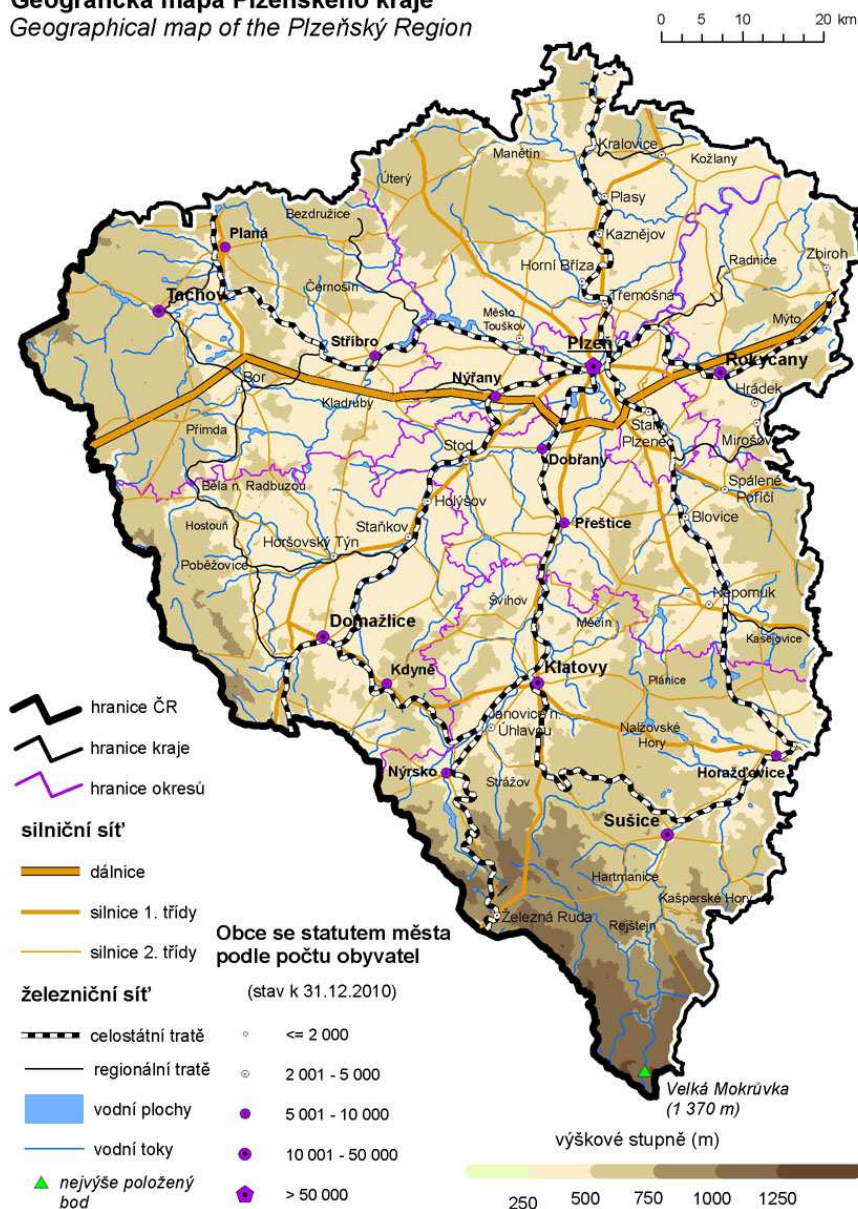 Geografická mapa Plzeňského kraje
Geographical map of the Plzeňský Region
0 5 10 20 km
Kralovice
Manětín
Kožlany
Úterý
Plasy
Bezdružice
Kaznějov
Planá
Zbiroh
Radnice
Horní Bříza
Černošín
Tachov
Třemošná
Město
Touškov
Mýto
Stříbro
Plzeň
Rokycany
Bor
Nýřany
Hrádek
Kladruby
Přimda
Starý
Plzenec
Stod
Mirošov
Dobřany
Bělá n. Radbuzou
Spálené
Poříčí
Holýšov
Hostouň
Staňkov
Přeštice
Blovice
Horšovský Týn
Poběžovice
Nepomuk
Švihov
Měčín
Domažlice
Kasejovice
Kdyně
Klatovy
Plánice
Janovice n.
Úhlavou
Nalžovské
Hory
Nýrsko
Strážov
Horažďovice
Sušice
Hartmanice
Kašperské Hory
Železná Ruda
Rejštejn
Velká Mokrůvka
(1 370 m)
hranice ČR
hranice kraje
hranice okresů
silniční síť
dálnice
silnice 1. třídy
silnice 2. třídy
železniční síť
celostátní tratě
regionální tratě
vodní plochy
vodní toky
nejvýše položený
bod
Obce se statutem města
podle počtu obyvatel
(stav k 31.12.2010)
<= 2 000
2 001 - 5 000
5 001 - 10 000
10 001 - 50 000
> 50 000
výškové stupně (m)
250 500 750 1000 1250